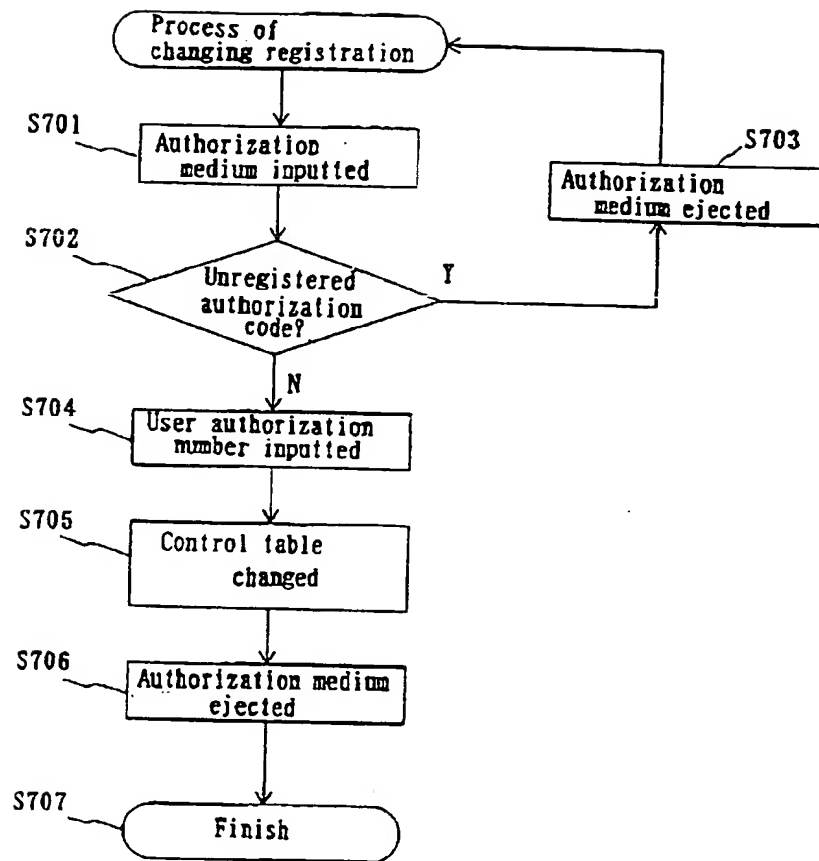 Process of
changing registration
S701
Authorization
medium inputted
S703
Authorization
medium ejected
S702
Unregistered
authorization
code?
Y
N
S704
User authorization
number inputted
S705
Control table
changed
S706
Authorization medium
ejected
S707
Finish